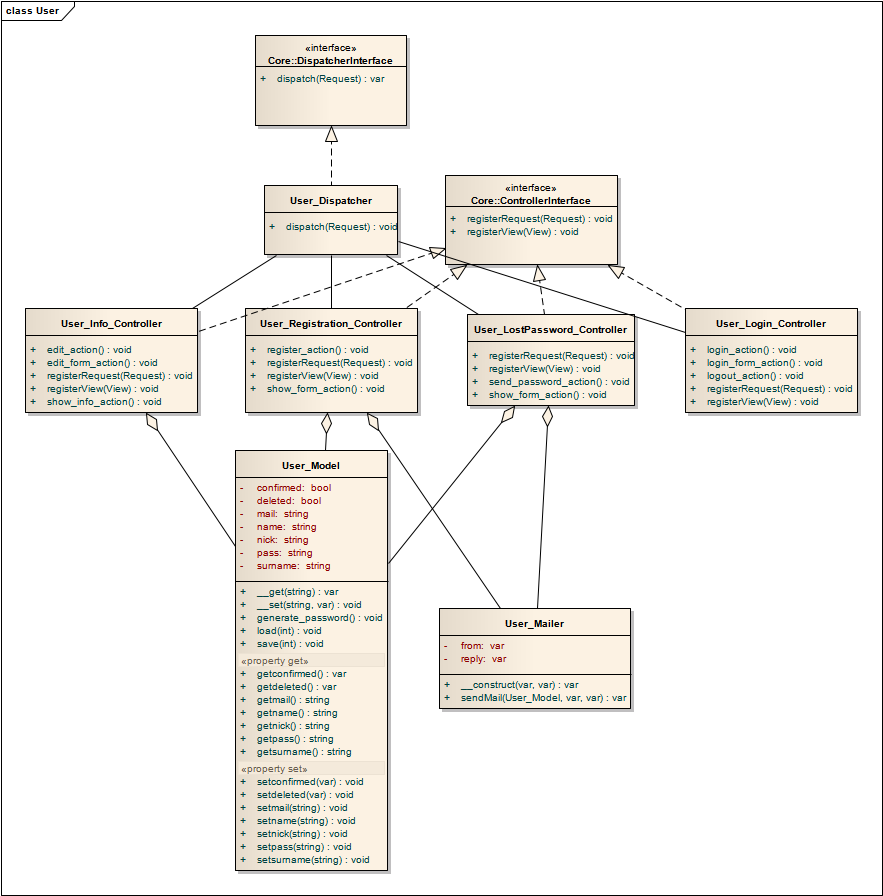 class User
«interface»
Core::DispatcherInterface
+ dispatch(Request) : var
User_Dispatcher
+ dispatch(Request) : void
«interface»
Core::ControllerInterface
+ registerRequest(Request) : void
+ registerView(View) : void
User_Info_Controller
+ edit_action() : void
+ edit_form_action() : void
+ registerRequest(Request) : void
+ registerView(View) : void
+ show_info_action() : void
User_Registration_Controller
+ register_action() : void
+ registerRequest(Request) : void
+ registerView(View) : void
+ show_form_action() : void
User_LostPassword_Controller
+ registerRequest(Request) : void
+ registerView(View) : void
+ send_password_action() : void
+ show_form_action() : void
User_Login_Controller
+ login_action() : void
+ login_form_action() : void
+ logout_action() : void
+ registerRequest(Request) : void
+ registerView(View) : void
User_Model
- confirmed: bool
- deleted: bool
- mail: string
- name: string
- nick: string
- pass: string
- surname: string
+ __get(string) : var
+ __set(string, var) : void
+ generate_password() : void
+ load(int) : void
+ save(int) : void
«property get»
+ getconfirmed() : var
+ getdeleted() : var
+ getmail() : string
+ getname() : string
+ getnick() : string
+ getpass() : string
+ getsurname() : string
«property set»
+ setconfirmed(var) : void
+ setdeleted(var) : void
+ setmail(string) : void
+ setname(string) : void
+ setnick(string) : void
+ setpass(string) : void
+ setsurname(string) : void
User_Mailer
- from: var
- reply: var
+ __construct(var, var) : var
+ sendMail(User_Model, var, var) : var